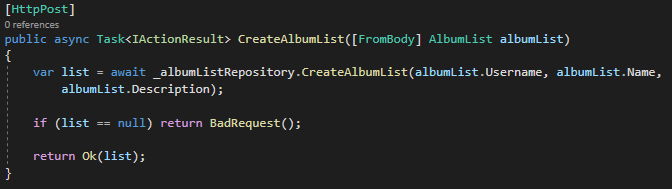 [HttpPost]
0 references
public async Task<IActionResult> CreateAlbumList([FromBody] AlbumList albumList)
{
    var list = await _albumListRepository.CreateAlbumList(albumList.Username, albumList.Name,
        albumList.Description);
    if (list == null) return BadRequest();
    return Ok(list);
}